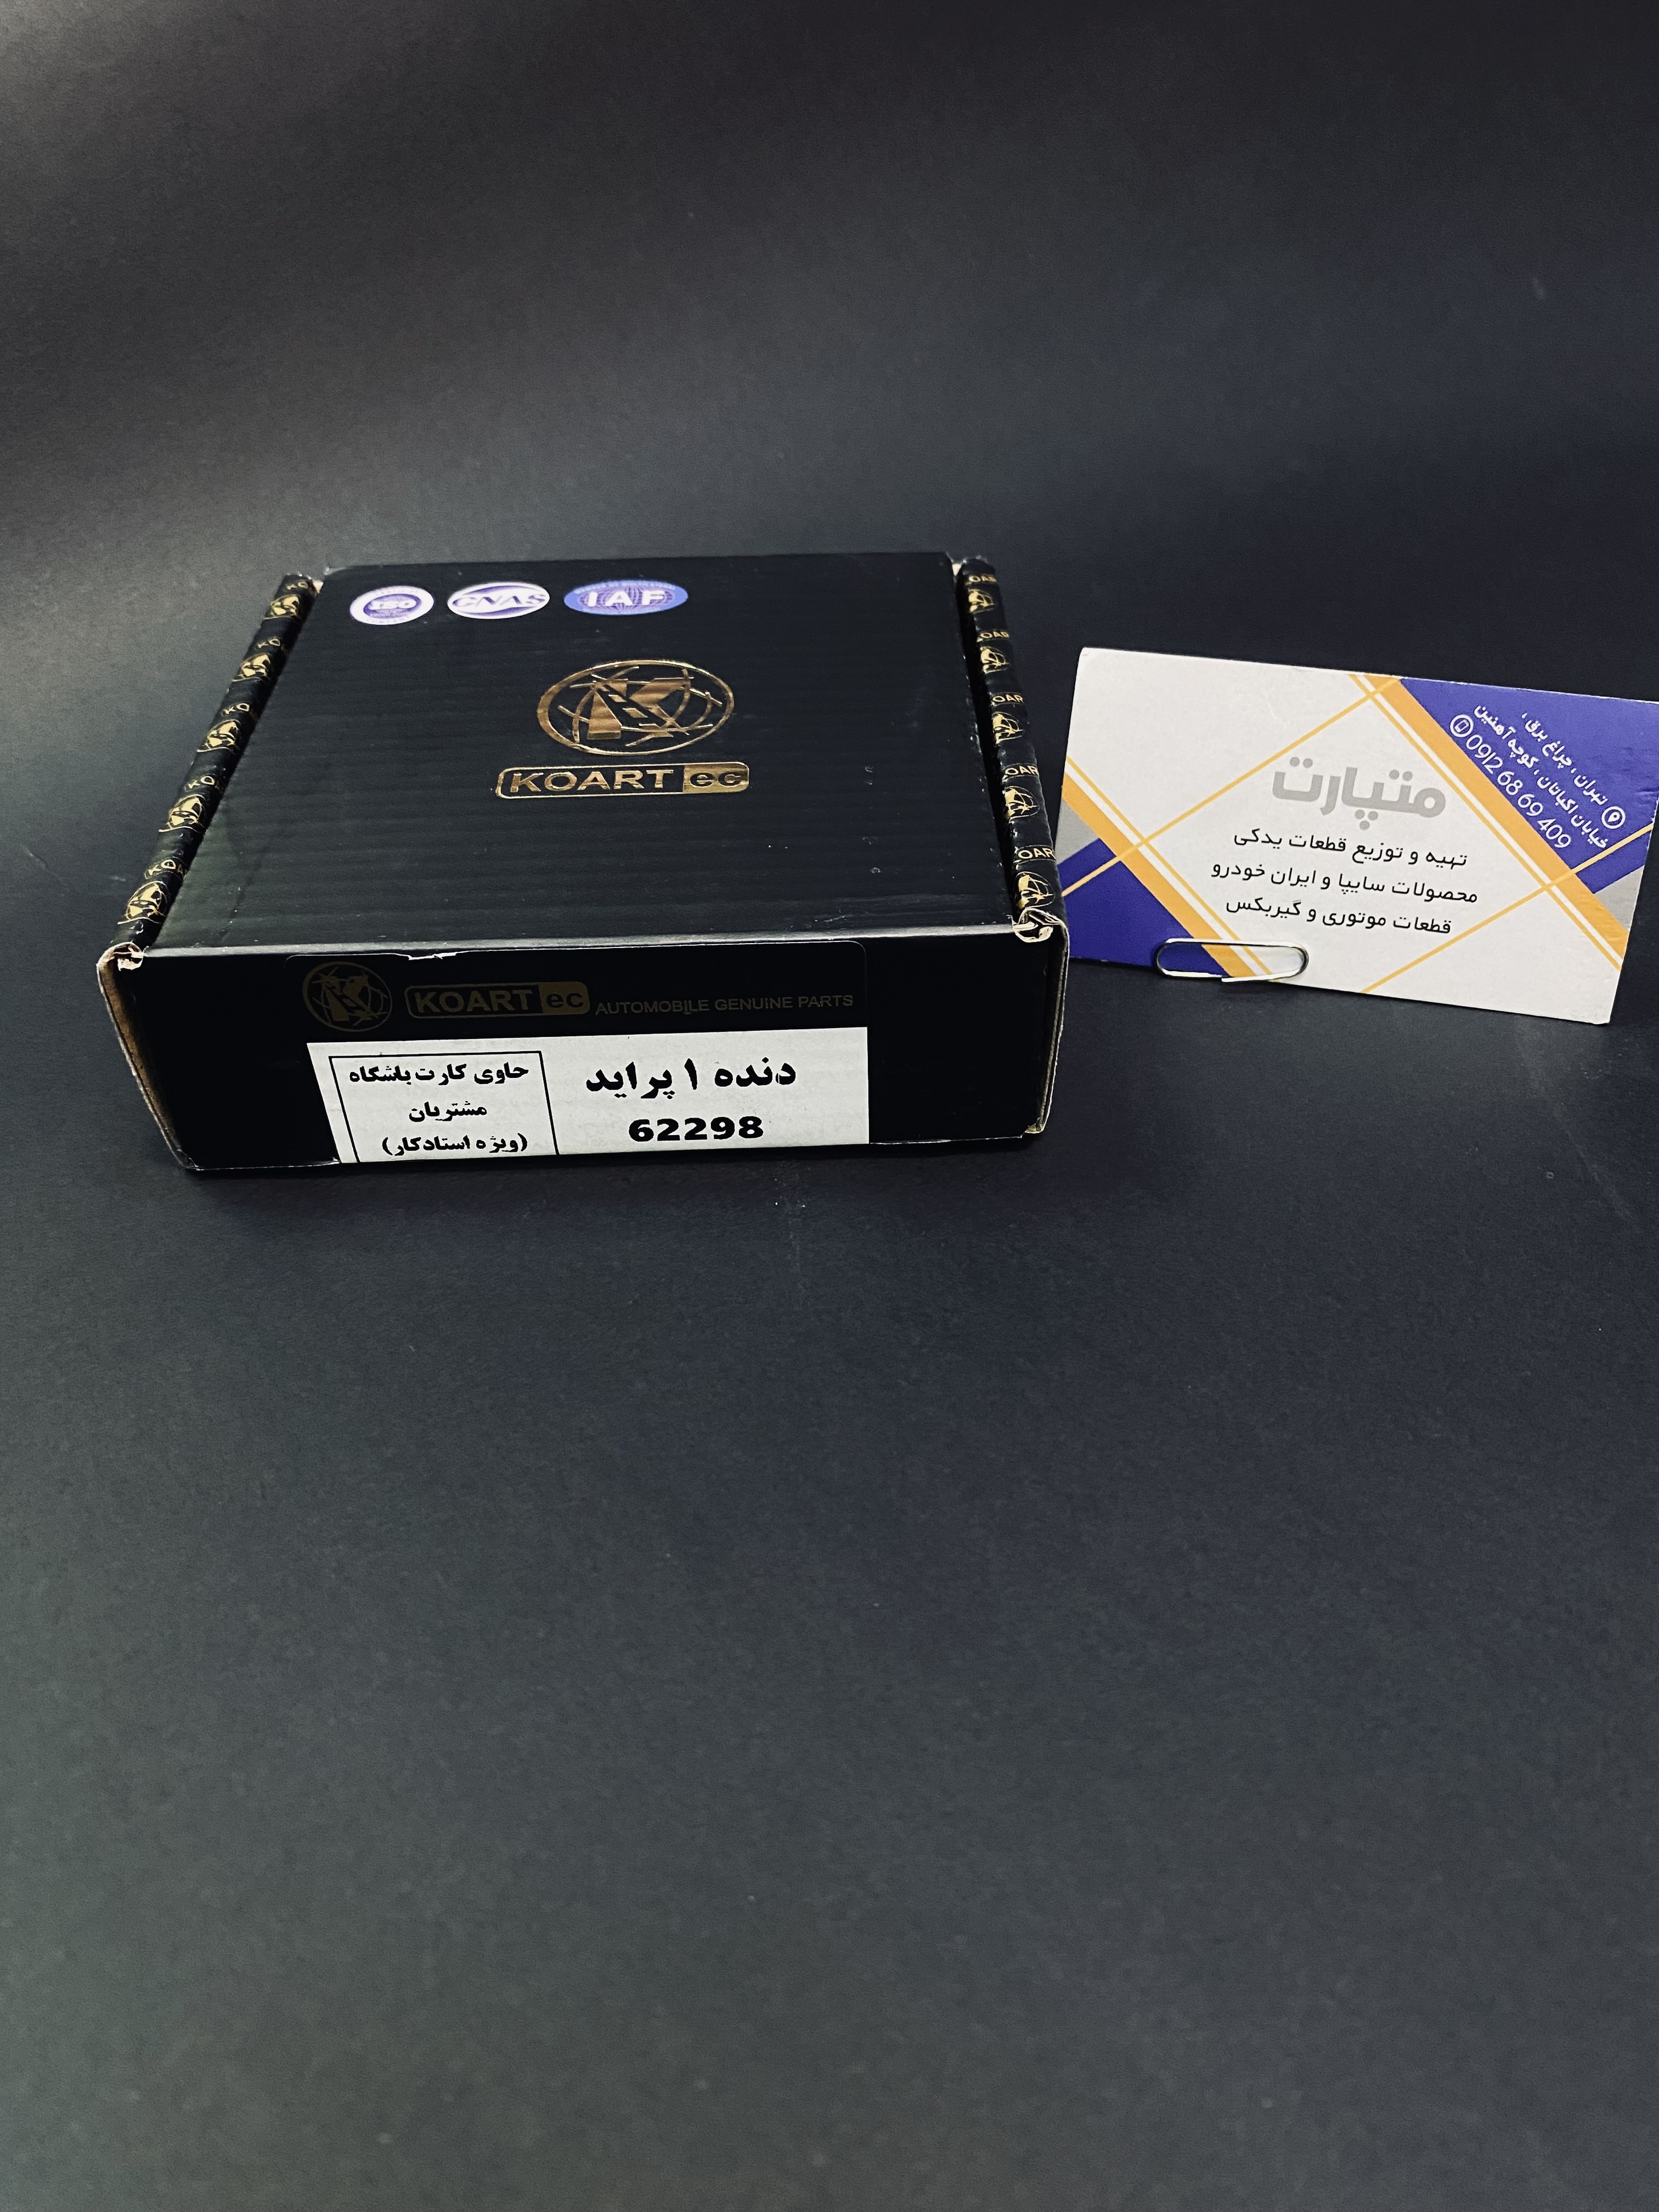 ISO
CNAS
IAF
KOART ec
KOART ec AUTOMOBILE GENUINE PARTS
دنده ۱ پراید
62298
حاوی کارت باشگاه
مشتریان
(ویژه استادکار)
متپارت
تهیه و توزیع قطعات یدکی
محصولات سایپا و ایران خودرو
قطعات موتوری و گیربکس
تهران ، چراغ برق ،
خیابان اکباتان ، کوچه آهنین
0912 68 69 409